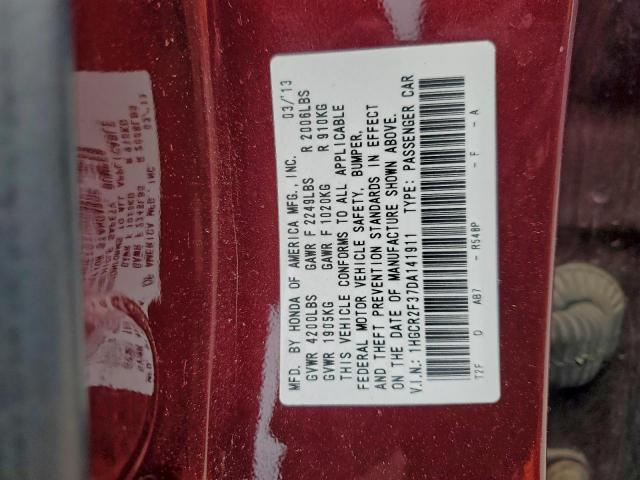 MFD. BY HONDA OF AMERICA MFG., INC. 03/13
GVWR 4200LBS GAWR F 2249LBS R 2006LBS
GVWR 1905KG GAWR F 1020KG R 910KG
THIS VEHICLE CONFORMS TO ALL APPLICABLE
FEDERAL MOTOR VEHICLE SAFETY, BUMPER,
AND THEFT PREVENTION STANDARDS IN EFFECT
ON THE DATE OF MANUFACTURE SHOWN ABOVE.
V.I.N.: 1HGCR2F37DA141911 TYPE: PASSENGER CAR
T2F D AB7 - R548P - F - A